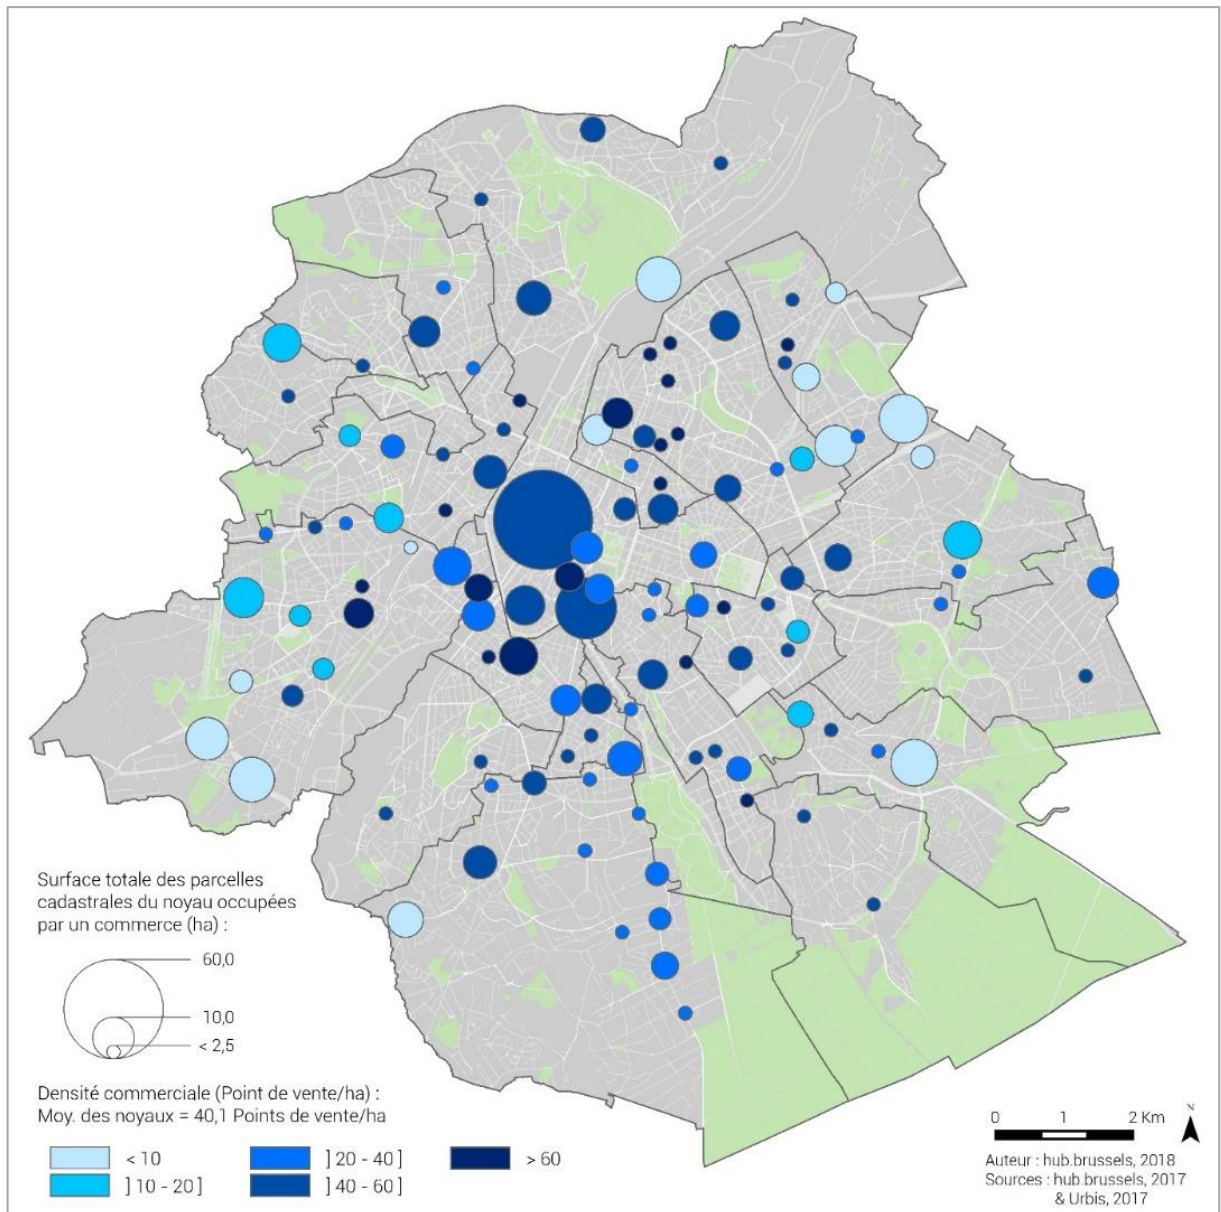 Surface totale des parcelles
cadastrales du noyau occupées
par un commerce (ha) :
60,0
10,0
< 2,5
Densité commerciale (Point de vente/ha) :
Moy. des noyaux = 40,1 Points de vente/ha
< 10
] 20 - 40 ]
> 60
] 10 - 20 ]
] 40 - 60 ]
0 1 2 Km
N
Auteur : hub.brussels, 2018
Sources : hub.brussels, 2017
& Urbis, 2017